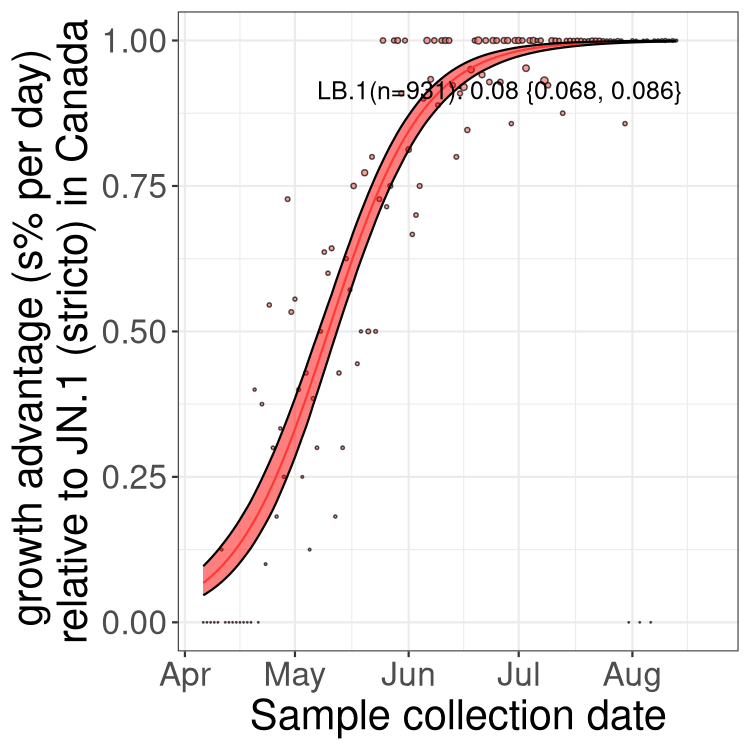 growth advantage (s% per day)
relative to JN.1 (stricto) in Canada
1.00
0.75
0.50
0.25
0.00
LB.1(n=931): 0.08 {0.068, 0.086}
Apr May Jun Jul Aug
Sample collection date